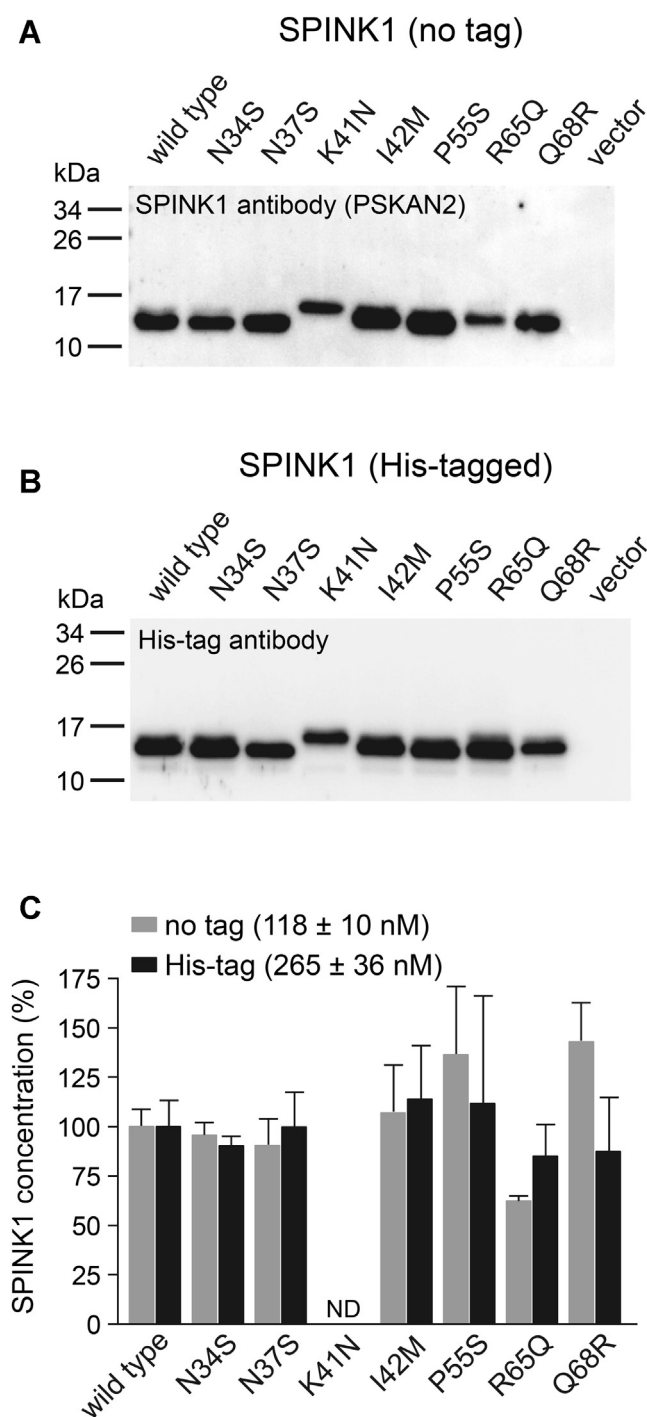 A
SPINK1 (no tag)
wild type N34S N37S K41N I42M P55S R65Q Q68R vector
kDa
34
SPINK1 antibody (PSKAN2)
26
17
10
B
SPINK1 (His-tagged)
wild type N34S N37S K41N I42M P55S R65Q Q68R vector
kDa
34
His-tag antibody
26
17
10
C
no tag (118 ± 10 nM)
His-tag (265 ± 36 nM)
SPINK1 concentration (%)
175
150
125
100
75
50
25
0
ND
wild type N34S N37S K41N I42M P55S R65Q Q68R